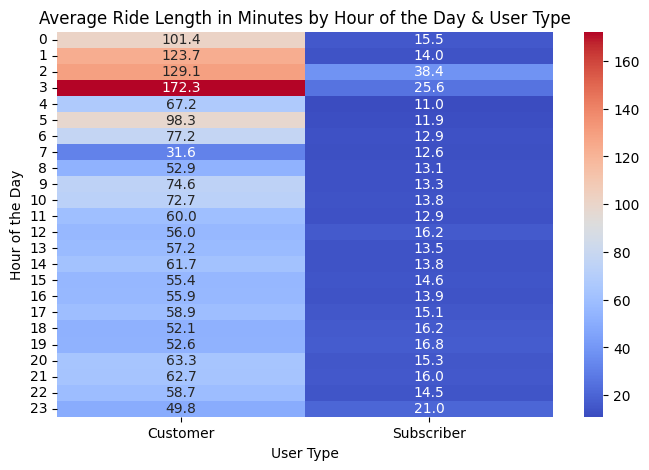 Average Ride Length in Minutes by Hour of the Day & User Type
0 101.4 15.5
1 123.7 14.0
2 129.1 38.4
3 172.3 25.6
4 67.2 11.0
5 98.3 11.9
6 77.2 12.9
7 31.6 12.6
8 52.9 13.1
9 74.6 13.3
10 72.7 13.8
11 60.0 12.9
12 56.0 16.2
13 57.2 13.5
14 61.7 13.8
15 55.4 14.6
16 55.9 13.9
17 58.9 15.1
18 52.1 16.2
19 52.6 16.8
20 63.3 15.3
21 62.7 16.0
22 58.7 14.5
23 49.8 21.0
Hour of the Day
Customer Subscriber
User Type
160
140
120
100
80
60
40
20